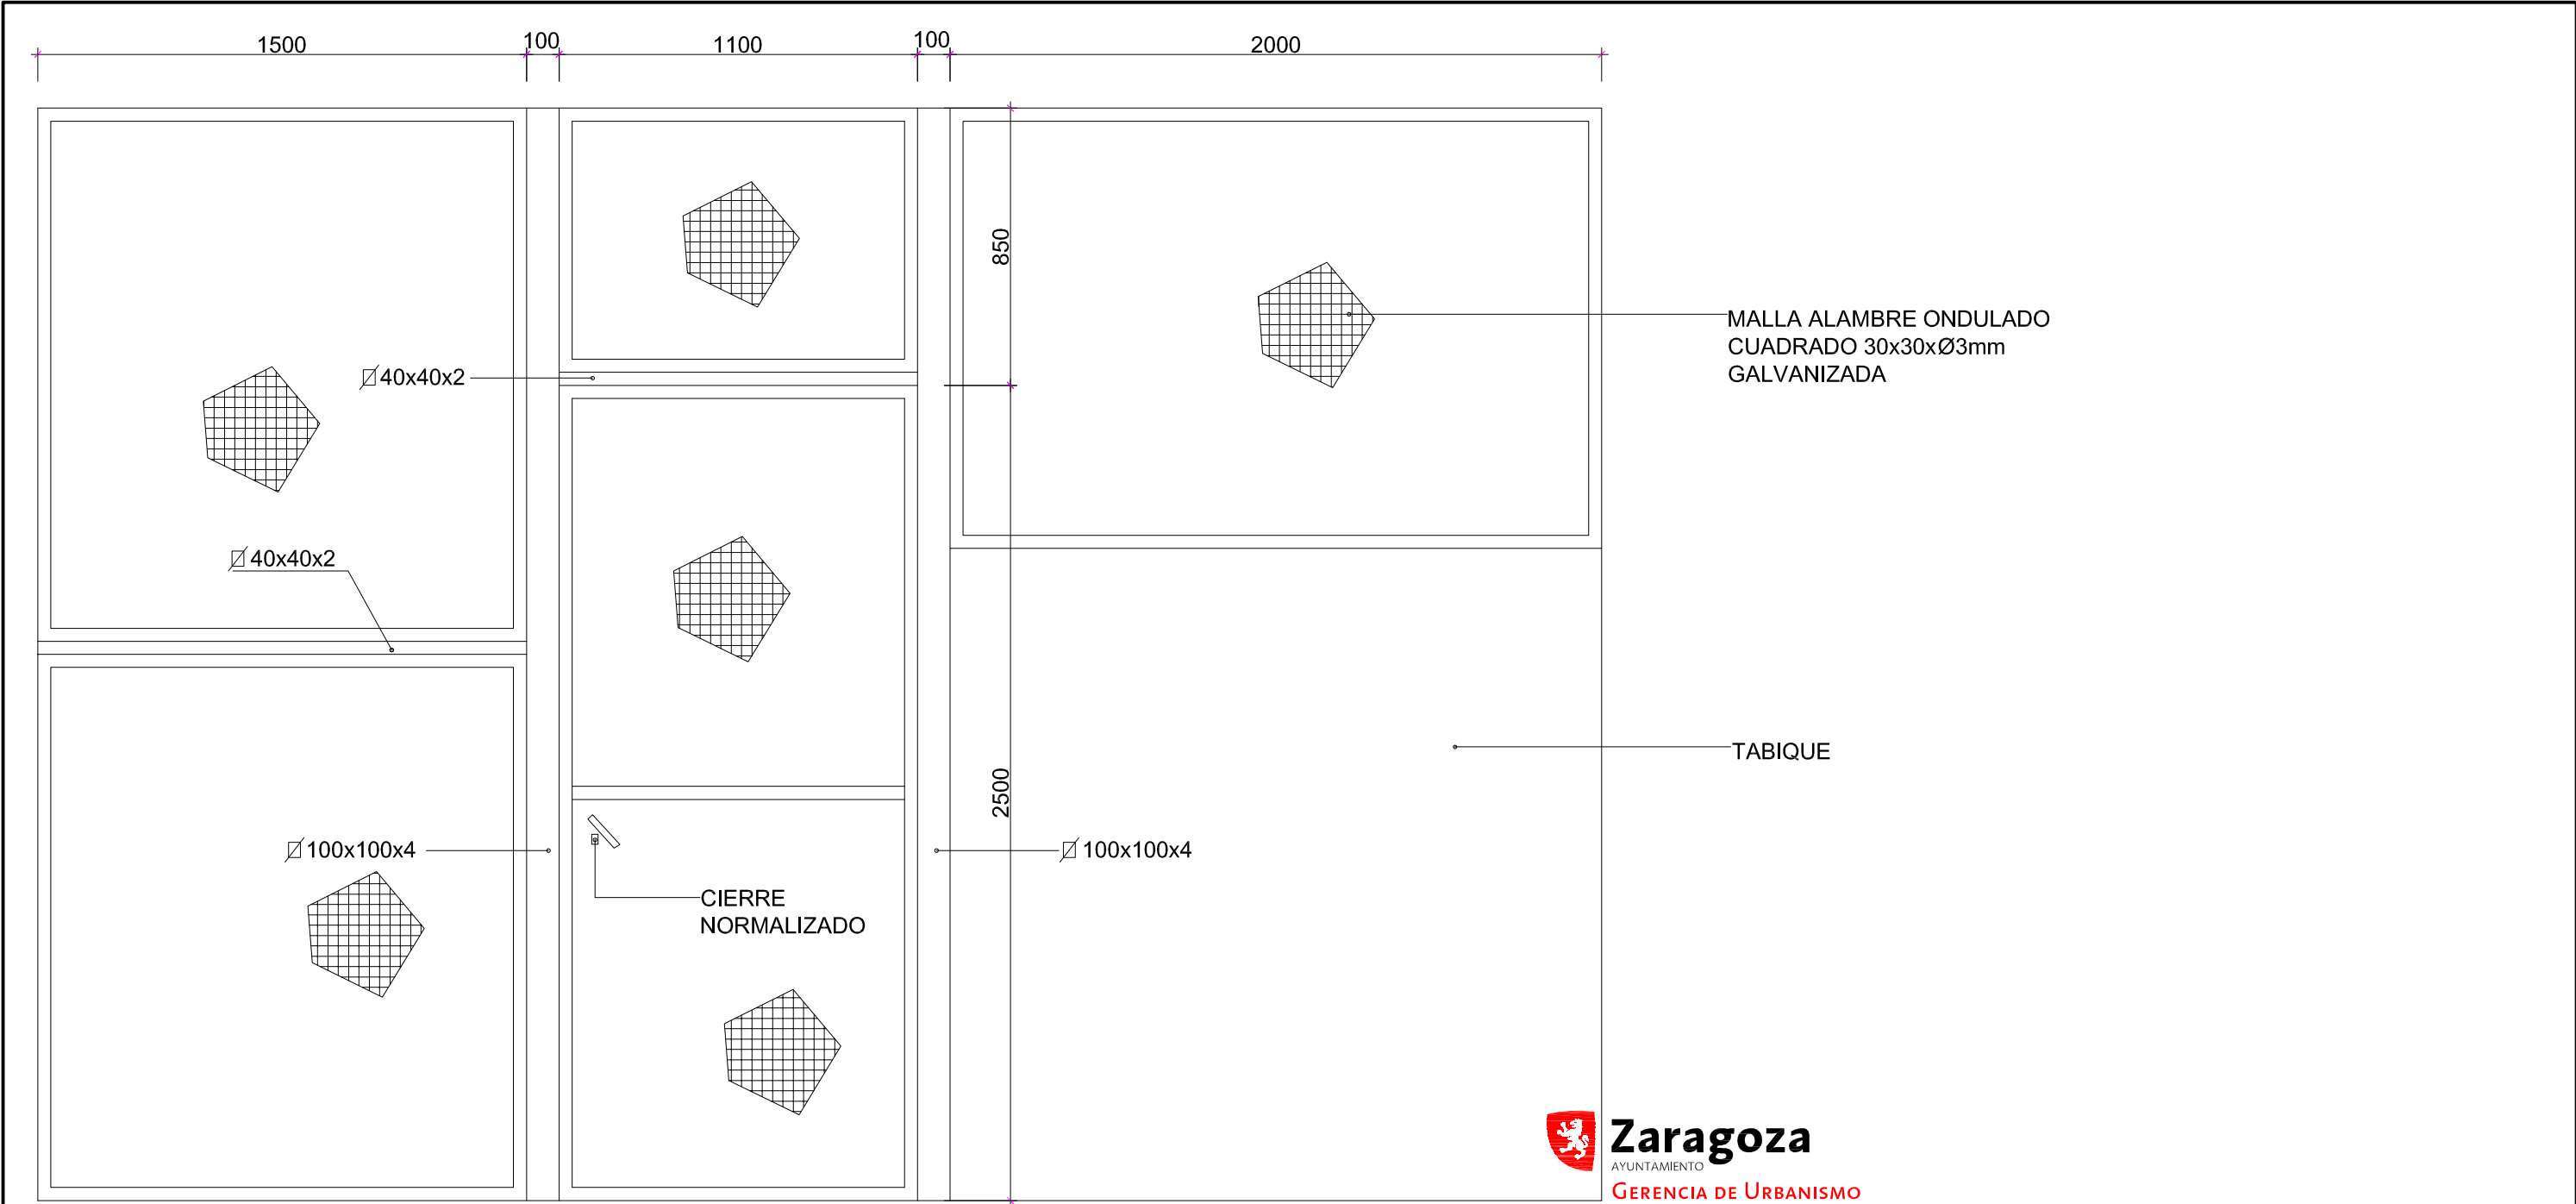 1500
100
1100
100
2000
850
MALLA ALAMBRE ONDULADO
CUADRADO 30x30xØ3mm
GALVANIZADA
40x40x2
40x40x2
TABIQUE
2500
100x100x4
100x100x4
CIERRE
NORMALIZADO
Zaragoza
AYUNTAMIENTO
GERENCIA DE URBANISMO